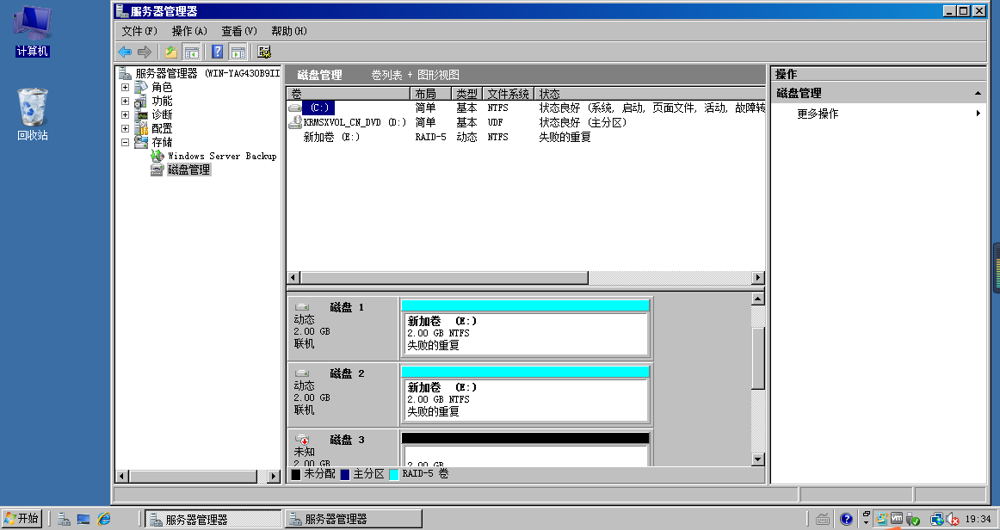 计算机
回收站
服务器管理器
文件(F) 操作(A) 查看(V) 帮助(H)
服务器管理器 (WIN-YAG430B9II
角色
功能
诊断
配置
存储
Windows Server Backup
磁盘管理
磁盘管理 卷列表 + 图形视图
卷 布局 类型 文件系统 状态
(C:) 简单 基本 NTFS 状态良好 (系统, 启动, 页面文件, 活动, 故障转
KRMSXVOL_CN_DVD (D:) 简单 基本 UDF 状态良好 (主分区)
新加卷 (E:) RAID-5 动态 NTFS 失败的重复
磁盘 1
动态
2.00 GB
联机
新加卷 (E:)
2.00 GB NTFS
失败的重复
磁盘 2
动态
2.00 GB
联机
新加卷 (E:)
2.00 GB NTFS
失败的重复
磁盘 3
未知
2.00 GB
2.00 GB
未分配 主分区 RAID-5 卷
操作
磁盘管理
更多操作
开始 服务器管理器 服务器管理器 19:34